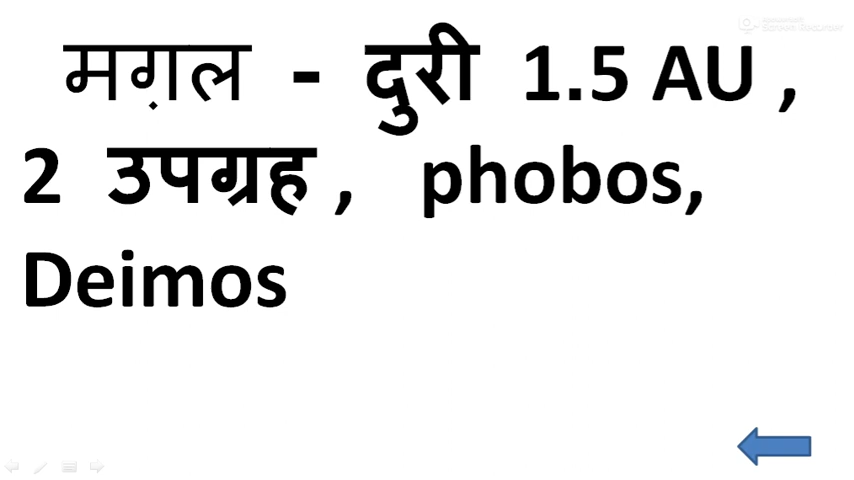 मग़ल - दुरी 1.5 AU ,
2 उपग्रह , phobos,
Deimos